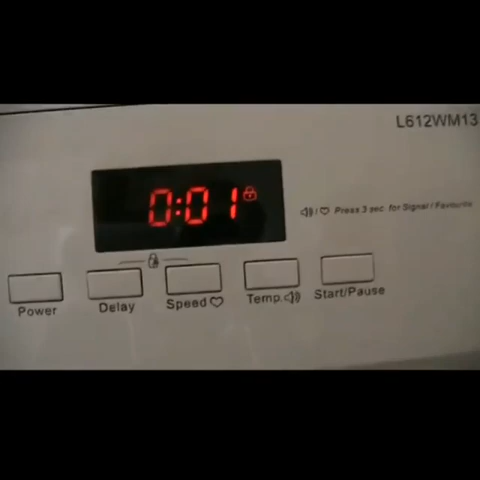 L612WM13
0:01
Press 3 sec. for Signal / Favourite
Power
Delay
Speed
Temp.
Start/Pause